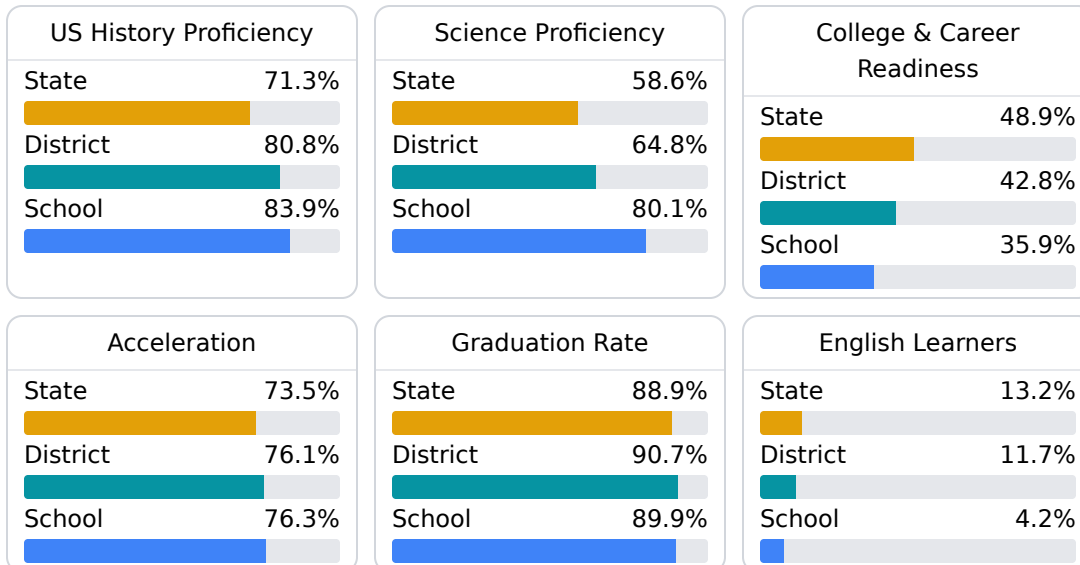 US History Proficiency
State 71.3%
District 80.8%
School 83.9%
Science Proficiency
State 58.6%
District 64.8%
School 80.1%
College & Career
Readiness
State 48.9%
District 42.8%
School 35.9%
Acceleration
State 73.5%
District 76.1%
School 76.3%
Graduation Rate
State 88.9%
District 90.7%
School 89.9%
English Learners
State 13.2%
District 11.7%
School 4.2%